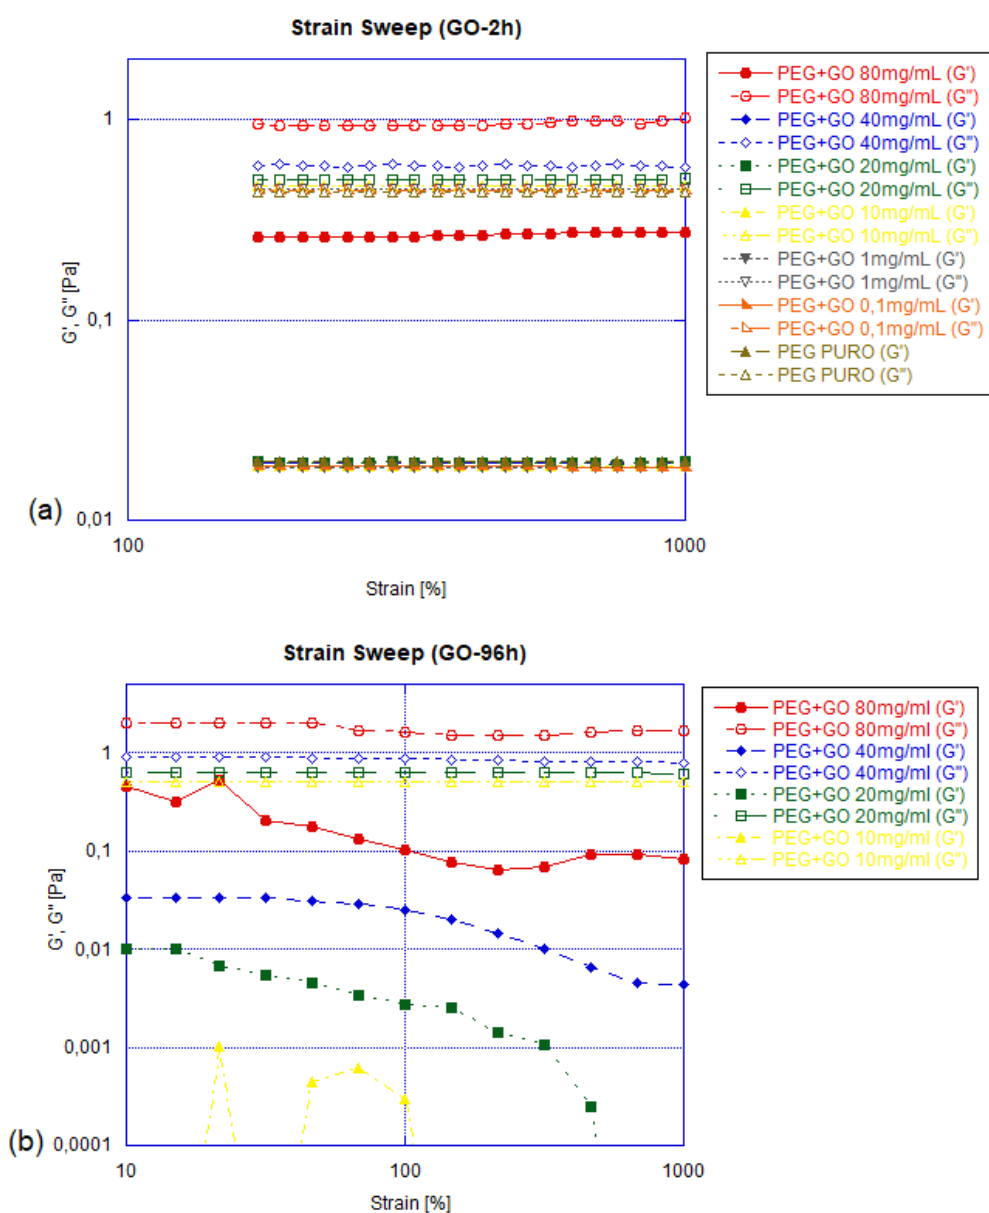 Strain Sweep (GO-2h)
PEG+GO 80mg/mL (G')
PEG+GO 80mg/mL (G'')
PEG+GO 40mg/mL (G')
PEG+GO 40mg/mL (G'')
PEG+GO 20mg/mL (G')
PEG+GO 20mg/mL (G'')
PEG+GO 10mg/mL (G')
PEG+GO 10mg/mL (G'')
PEG+GO 1mg/mL (G')
PEG+GO 1mg/mL (G'')
PEG+GO 0,1mg/mL (G')
PEG+GO 0,1mg/mL (G'')
PEG PURO (G')
PEG PURO (G'')
G', G'' [Pa]
1
0,1
0,01
(a)
100
1000
Strain [%]
Strain Sweep (GO-96h)
PEG+GO 80mg/ml (G')
PEG+GO 80mg/ml (G'')
PEG+GO 40mg/ml (G')
PEG+GO 40mg/ml (G'')
PEG+GO 20mg/ml (G')
PEG+GO 20mg/ml (G'')
PEG+GO 10mg/ml (G')
PEG+GO 10mg/ml (G'')
G', G'' [Pa]
1
0,1
0,01
0,001
0,0001
(b)
10
100
1000
Strain [%]